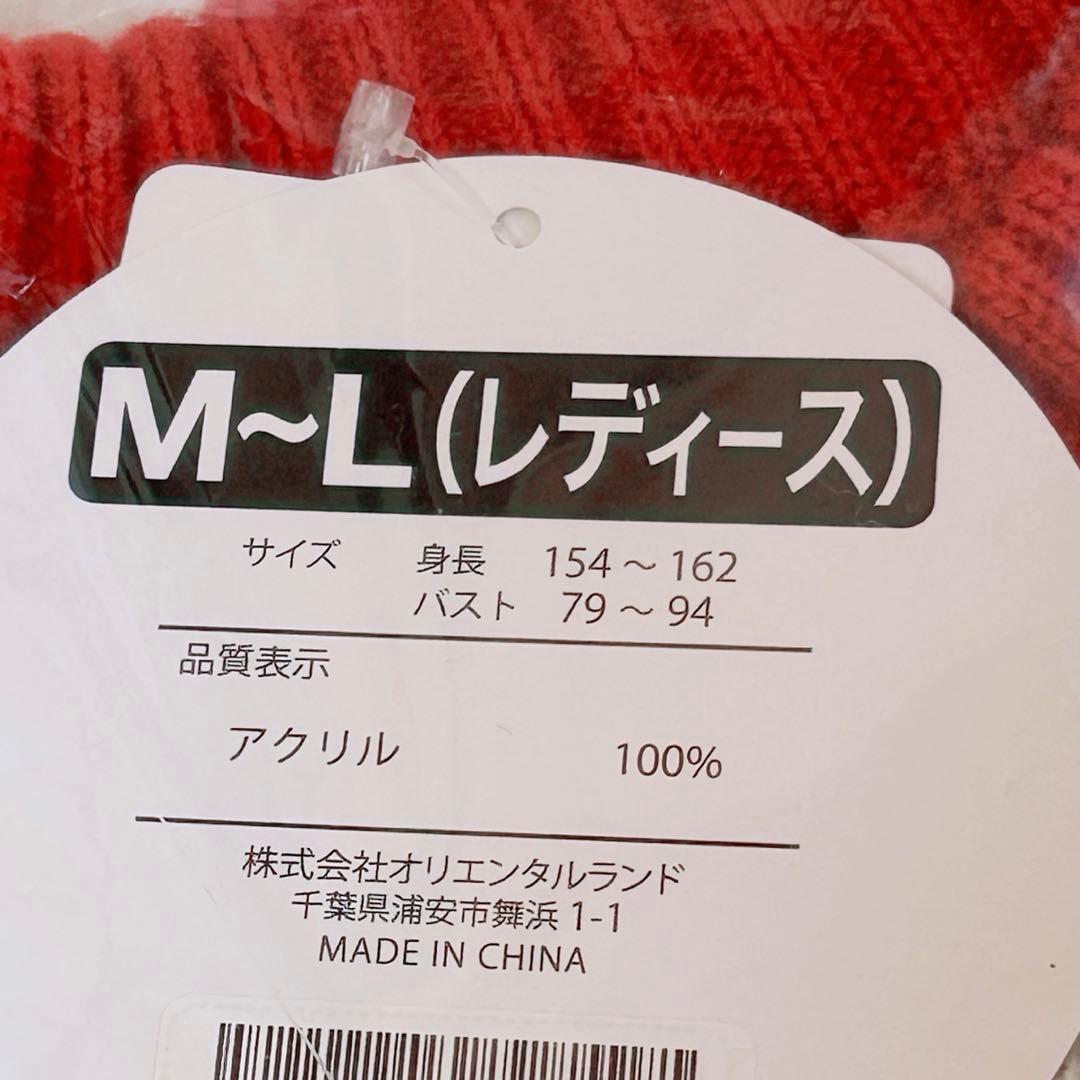 M~L(レディース)
サイズ 身長 154 ~ 162
バスト 79 ~ 94
品質表示
アクリル 100%
株式会社オリエンタルランド
千葉県浦安市舞浜 1-1
MADE IN CHINA